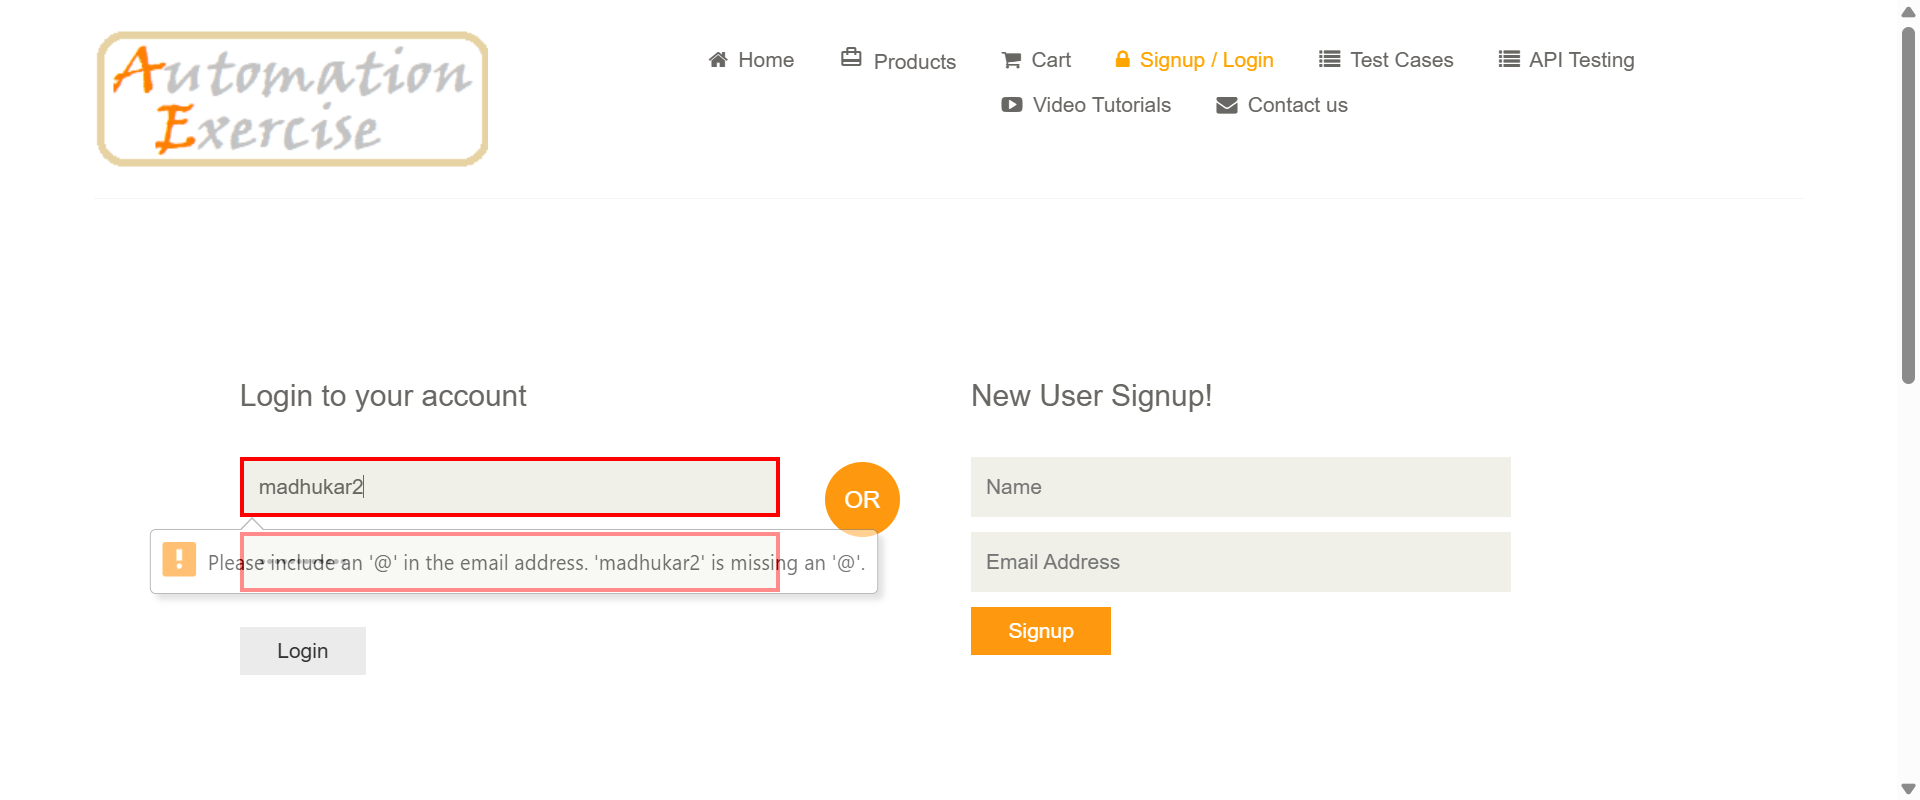 Automation
Exercise
Home
Products
Cart
Signup / Login
Test Cases
API Testing
Video Tutorials
Contact us
Login to your account
New User Signup!
madhukar2
OR
Name
Please include an '@' in the email address. 'madhukar2' is missing an '@'.
Email Address
Login
Signup